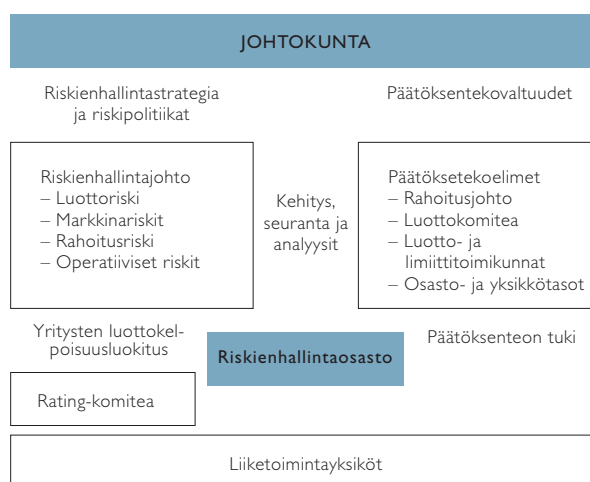 JOHTOKUNTA
Riskienhallintastrategia
ja riskipolitiikat
Päätöksentekovaltuudet
Riskienhallintajohto
– Luottoriski
– Markkinariskit
– Rahoitusriski
– Operatiiviset riskit
Kehitys,
seuranta ja
analyysit
Päätöksetekoelimet
– Rahoitusjohto
– Luottokomitea
– Luotto- ja
limiittitoimikunnat
– Osasto- ja yksikkötasot
Yritysten luottokel-
poisuusluokitus
Riskienhallintaosasto
Päätöksenteon tuki
Rating-komitea
Liiketoimintayksiköt